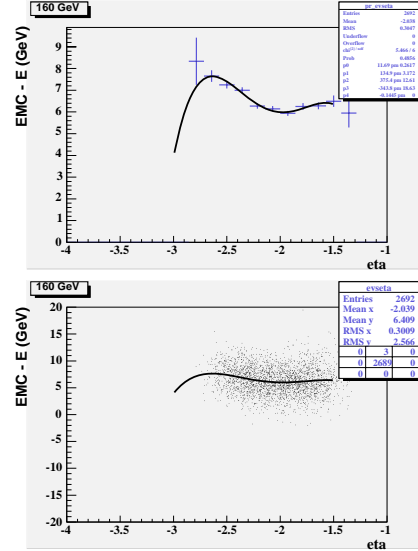 160 GeV
pr_evseta
Entries 2692
Mean -2.038
RMS 0.3047
Underflow 0
Overflow 0
Prob 0.4856
p0 11.69 pm 0.2617
p1 134.9 pm 3.172
p2 375.4 pm 12.61
p3 -343.8 pm 18.63
EMC - E (GeV)
9
8
7
6
5
4
3
2
1
0
-4 -3.5 -3 -2.5 -2 -1.5 -1
eta
160 GeV
evseta
Entries 2692
Mean x -2.039
Mean y 6.409
RMS x 0.3009
RMS y 2.566
0 3 0
0 2689 0
0 0 0
EMC - E (GeV)
20
15
10
5
0
-5
-10
-15
-20
-4 -3.5 -3 -2.5 -2 -1.5 -1
eta